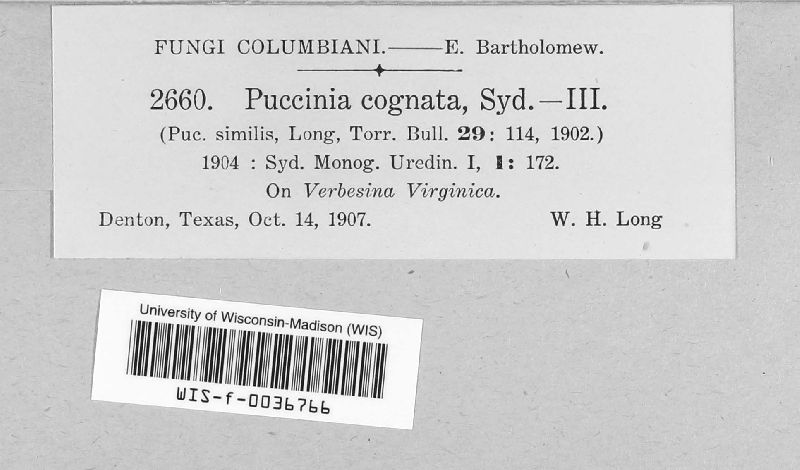 FUNGI COLUMBIANI.——E. Bartholomew.
2660. Puccinia cognata, Syd.—III.
(Puc. similis, Long, Torr. Bull. 29: 114, 1902.)
1904 : Syd. Monog. Uredin. I, 1: 172.
On Verbesina Virginica.
Denton, Texas, Oct. 14, 1907. W. H. Long
University of Wisconsin-Madison (WIS)
WIS-f-0036766